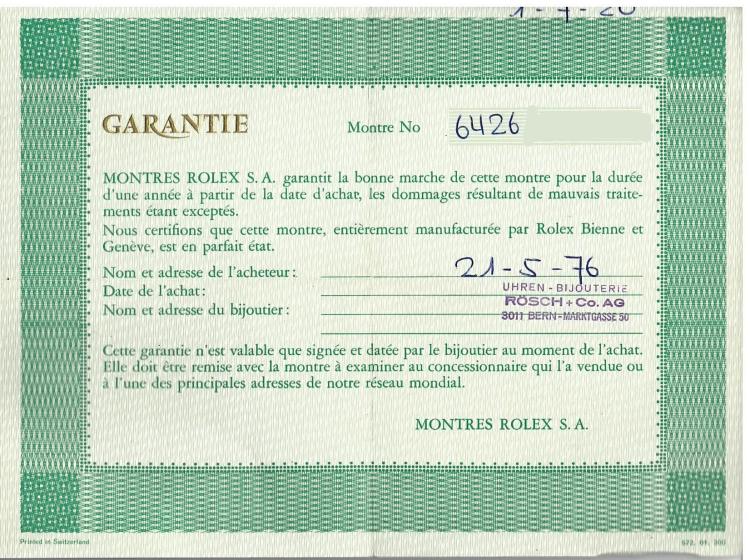 GARANTIE
Montre No 6426
MONTRES ROLEX S. A. garantit la bonne marche de cette montre pour la durée
d'une année à partir de la date d'achat, les dommages résultant de mauvais traite-
ments étant exceptés.
Nous certifions que cette montre, entièrement manufacturée par Rolex Bienne et
Genève, est en parfait état.
Nom et adresse de l'acheteur :
21-5-76
Date de l'achat :
UHREN - BIJOUTERIE
RÖSCH + Co. AG
Nom et adresse du bijoutier :
3011 BERN - MARKTGASSE 50
Cette garantie n'est valable que signée et datée par le bijoutier au moment de l'achat.
Elle doit être remise avec la montre à examiner au concessionnaire qui l'a vendue ou
à l'une des principales adresses de notre réseau mondial.
MONTRES ROLEX S. A.
Printed in Switzerland
572. 01. 300